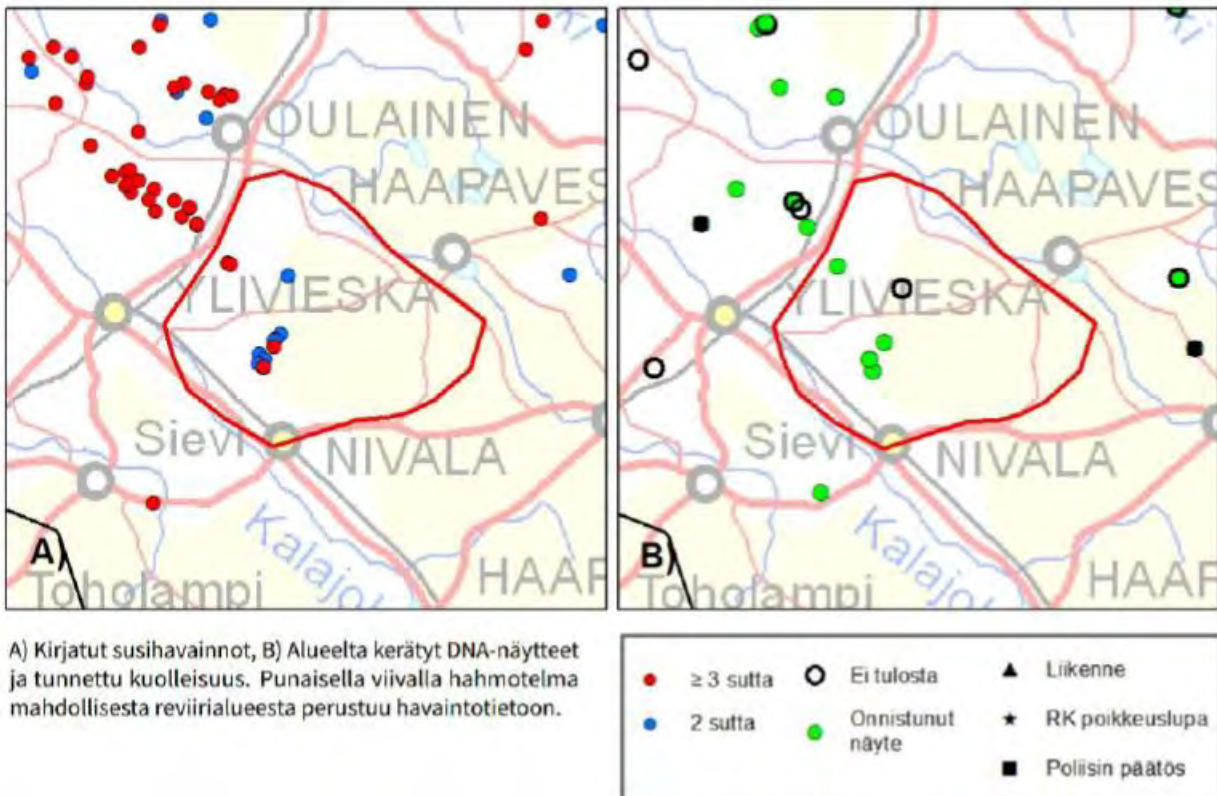 OULAINEN
HAAPAVES
YLIVIESKA
Sievi
NIVALA
A)
Toholampi
Kalajo
HAAP
OULAINEN
HAAPAVES
YLIVIESKA
Sievi
NIVALA
B)
Toholampi
Kalajo
HAAP
A) Kirjatut susihavainnot, B) Alueelta kerätyt DNA-näytteet
ja tunnettu kuolleisuus. Punaisella viivalla hahmotelma
mahdollisesta reviirialueesta perustuu havaintotietoon.
≥ 3 sutta
2 sutta
Ei tulosta
Onnistunut
näyte
Liikenne
RK poikkeuslupa
Poliisin päätös